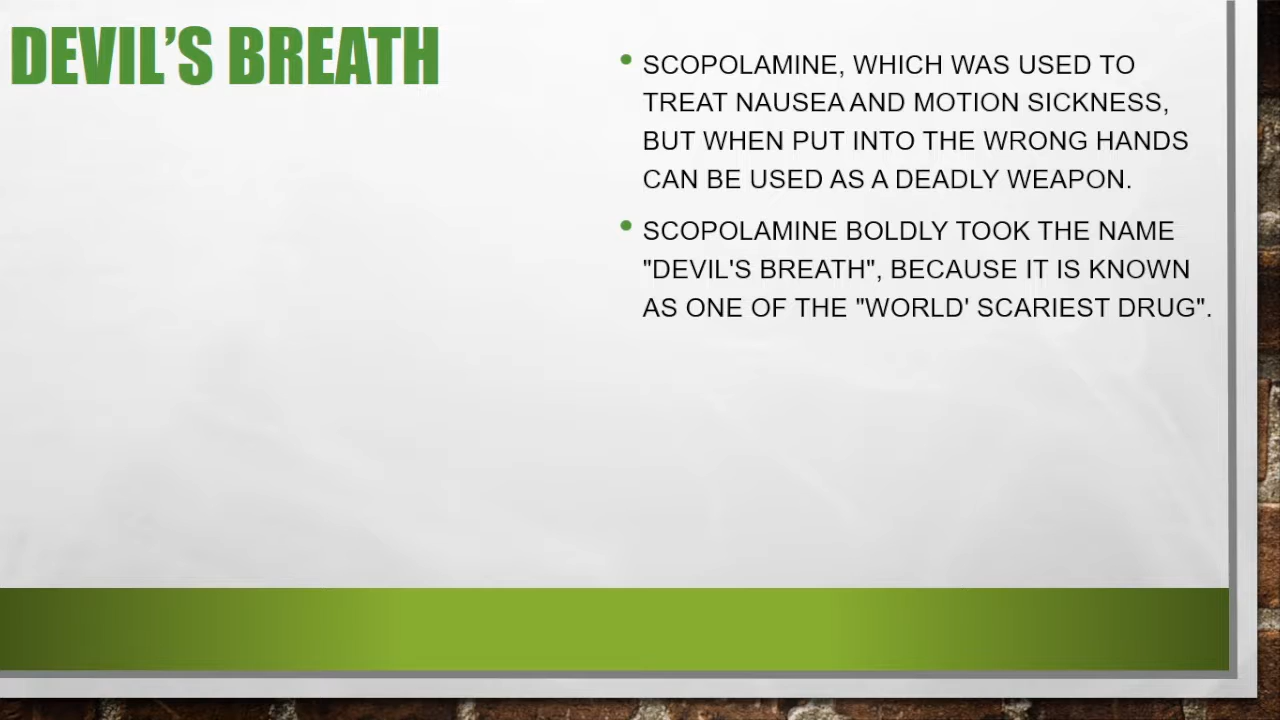 DEVIL’S BREATH
• SCOPOLAMINE, WHICH WAS USED TO
TREAT NAUSEA AND MOTION SICKNESS,
BUT WHEN PUT INTO THE WRONG HANDS
CAN BE USED AS A DEADLY WEAPON.
• SCOPOLAMINE BOLDLY TOOK THE NAME
"DEVIL'S BREATH", BECAUSE IT IS KNOWN
AS ONE OF THE "WORLD' SCARIEST DRUG".